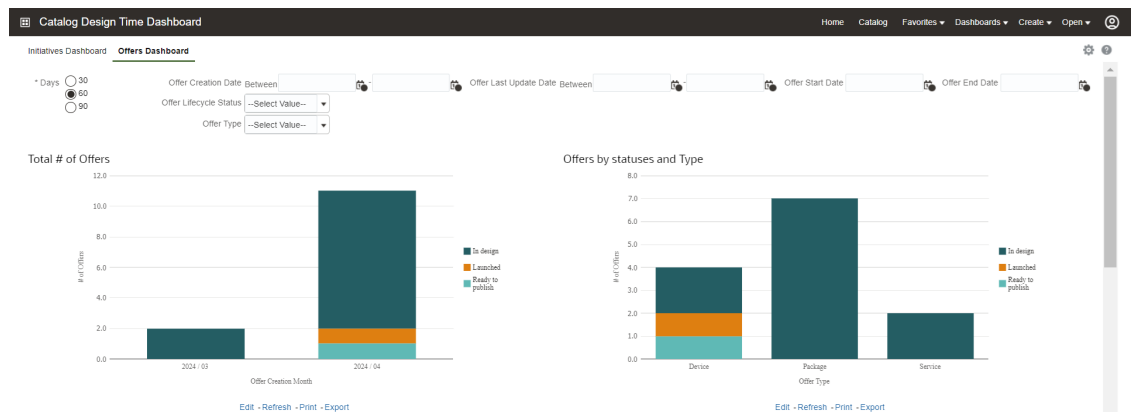 Catalog Design Time Dashboard
Home Catalog Favorites Dashboards Create Open
Initiatives Dashboard Offers Dashboard
* Days 30 60 90
Offer Creation Date Between - Offer Last Update Date Between - Offer Start Date Offer End Date
Offer Lifecycle Status --Select Value--
Offer Type --Select Value--
Total # of Offers
12.0
10.0
8.0
6.0
4.0
2.0
0.0
# of Offers
2024 / 03 2024 / 04
Offer Creation Month
In design
Launched
Ready to
publish
Edit - Refresh - Print - Export
Offers by statuses and Type
8.0
7.0
6.0
5.0
4.0
3.0
2.0
1.0
0.0
# of Offers
Device Package Service
Offer Type
In design
Launched
Ready to
publish
Edit - Refresh - Print - Export